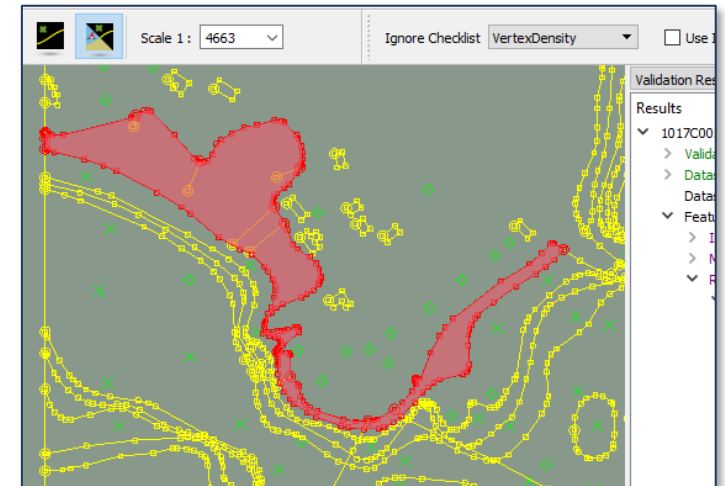 Scale 1 : 4663
Ignore Checklist VertexDensity
Use
Validation Res
Results
1017C00
Valida
Datas
Datas
Featu